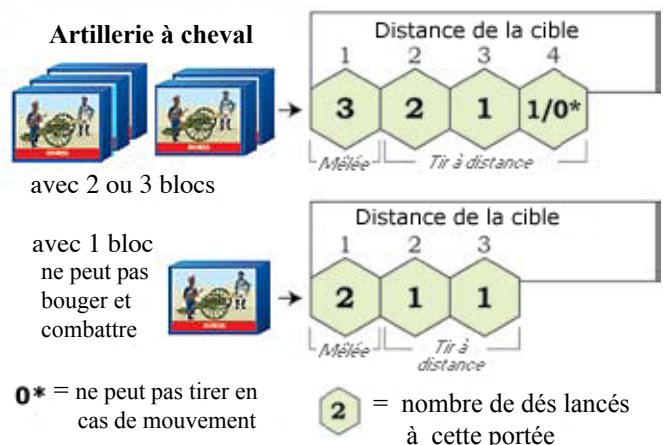 Artillerie à cheval
Distance de la cible
1 2 3 4
3 2 1 1/0*
Mêlée Tir à distance
avec 2 ou 3 blocs
avec 1 bloc
ne peut pas
bouger et
combattre
Distance de la cible
1 2 3
2 1 1
Mêlée Tir à
distance
0* = ne peut pas tirer en
cas de mouvement
2 = nombre de dés lancés
à cette portée